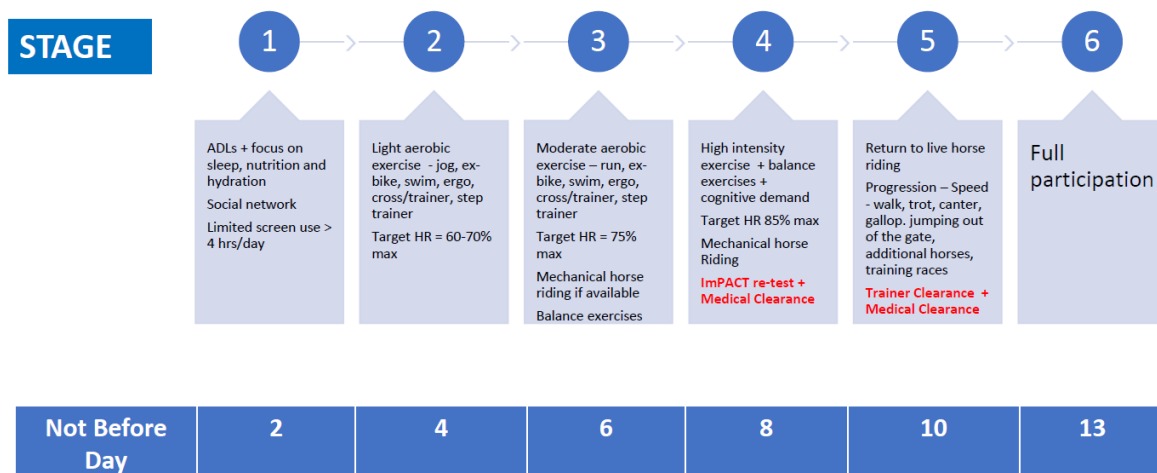 STAGE
1
2
3
4
5
6
ADLs + focus on
sleep, nutrition and
hydration
Social network
Limited screen use >
4 hrs/day
Light aerobic
exercise - jog, ex-
bike, swim, ergo,
cross/trainer, step
trainer
Target HR = 60-70%
max
Moderate aerobic
exercise – run, ex-
bike, swim, ergo,
cross/trainer, step
trainer
Target HR = 75%
max
Mechanical horse
riding if available
Balance exercises
High intensity
exercise + balance
exercises +
cognitive demand
Target HR 85% max
Mechanical horse
Riding
ImPACT re-test +
Medical Clearance
Return to live horse
riding
Progression – Speed
- walk, trot, canter,
gallop. jumping out
of the gate,
additional horses,
training races
Trainer Clearance +
Medical Clearance
Full
participation
Not Before
Day
2
4
6
8
10
13